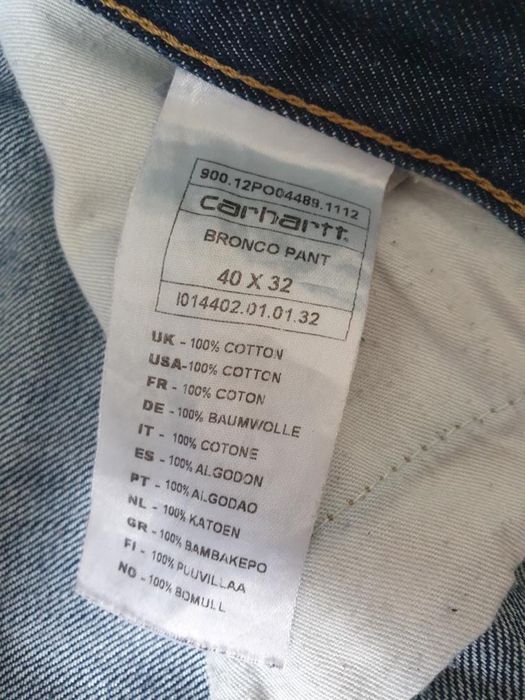 900.12PO04489.1112
carhartt
BRONCO PANT
40 X 32
I014402.01.01.32
UK - 100% COTTON
USA-100% COTTON
FR - 100% COTON
DE - 100% BAUMWOLLE
IT - 100% COTONE
ES - 100% ALGODON
PT - 100% ALGODAO
NL - 100% KATOEN
GR - 100% BAMBAKEPO
FI - 100% PUUVILLAA
NO - 100% BOMULL